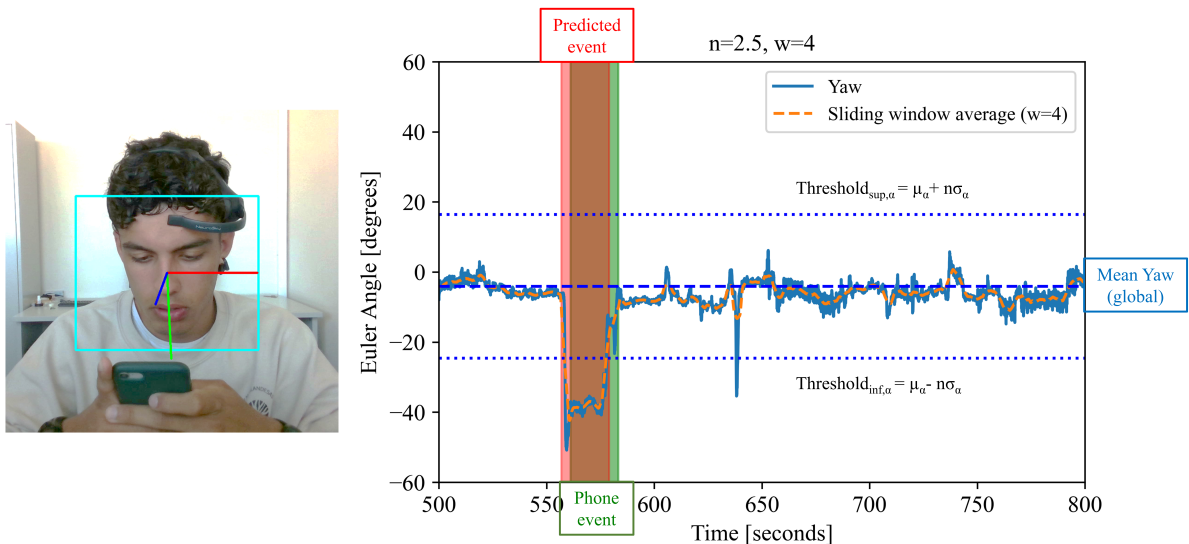 Predicted
event
n=2.5, w=4
60
40
20
0
−20
−40
−60
Euler Angle [degrees]
Yaw
Sliding window average (w=4)
Threshold_sup,α = μ_α + nσ_α
Mean Yaw
(global)
Threshold_inf,α = μ_α - nσ_α
500
550
600
650
700
750
800
Phone
event
Time [seconds]